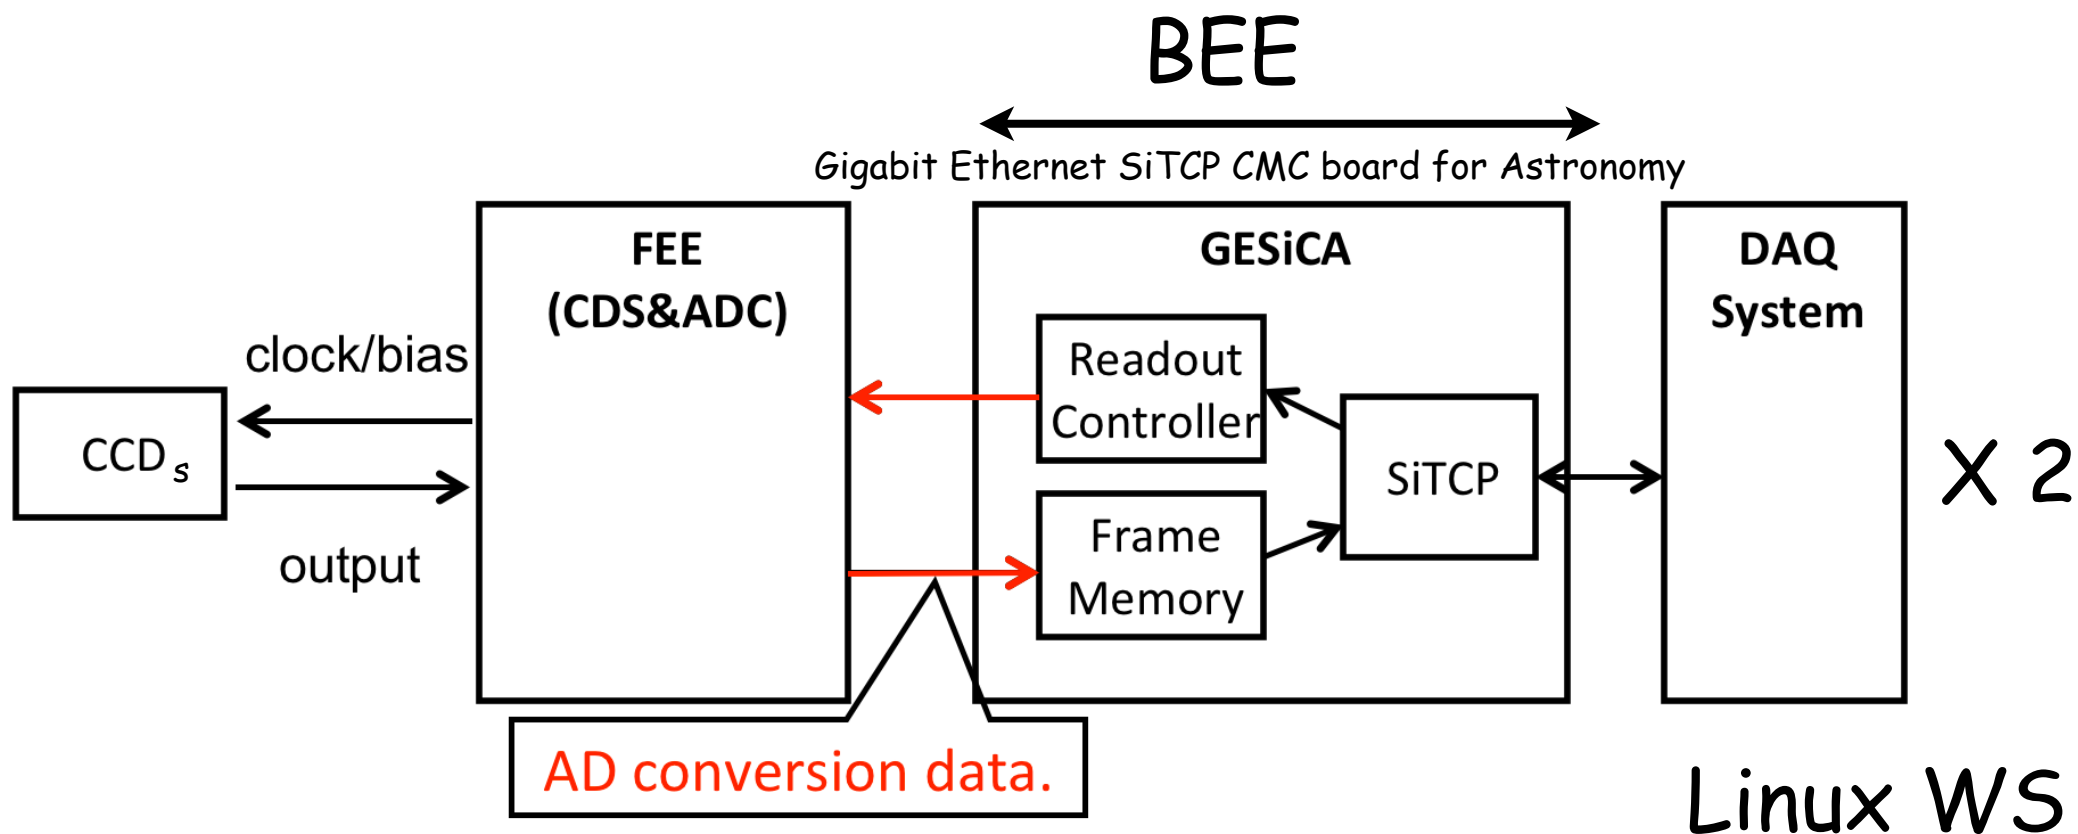 BEE
Gigabit Ethernet SiTCP CMC board for Astronomy
FEE
(CDS&ADC)
GESiCA
DAQ
System
clock/bias
CCDs
output
Readout
Controller
Frame
Memory
SiTCP
X 2
AD conversion data.
Linux WS